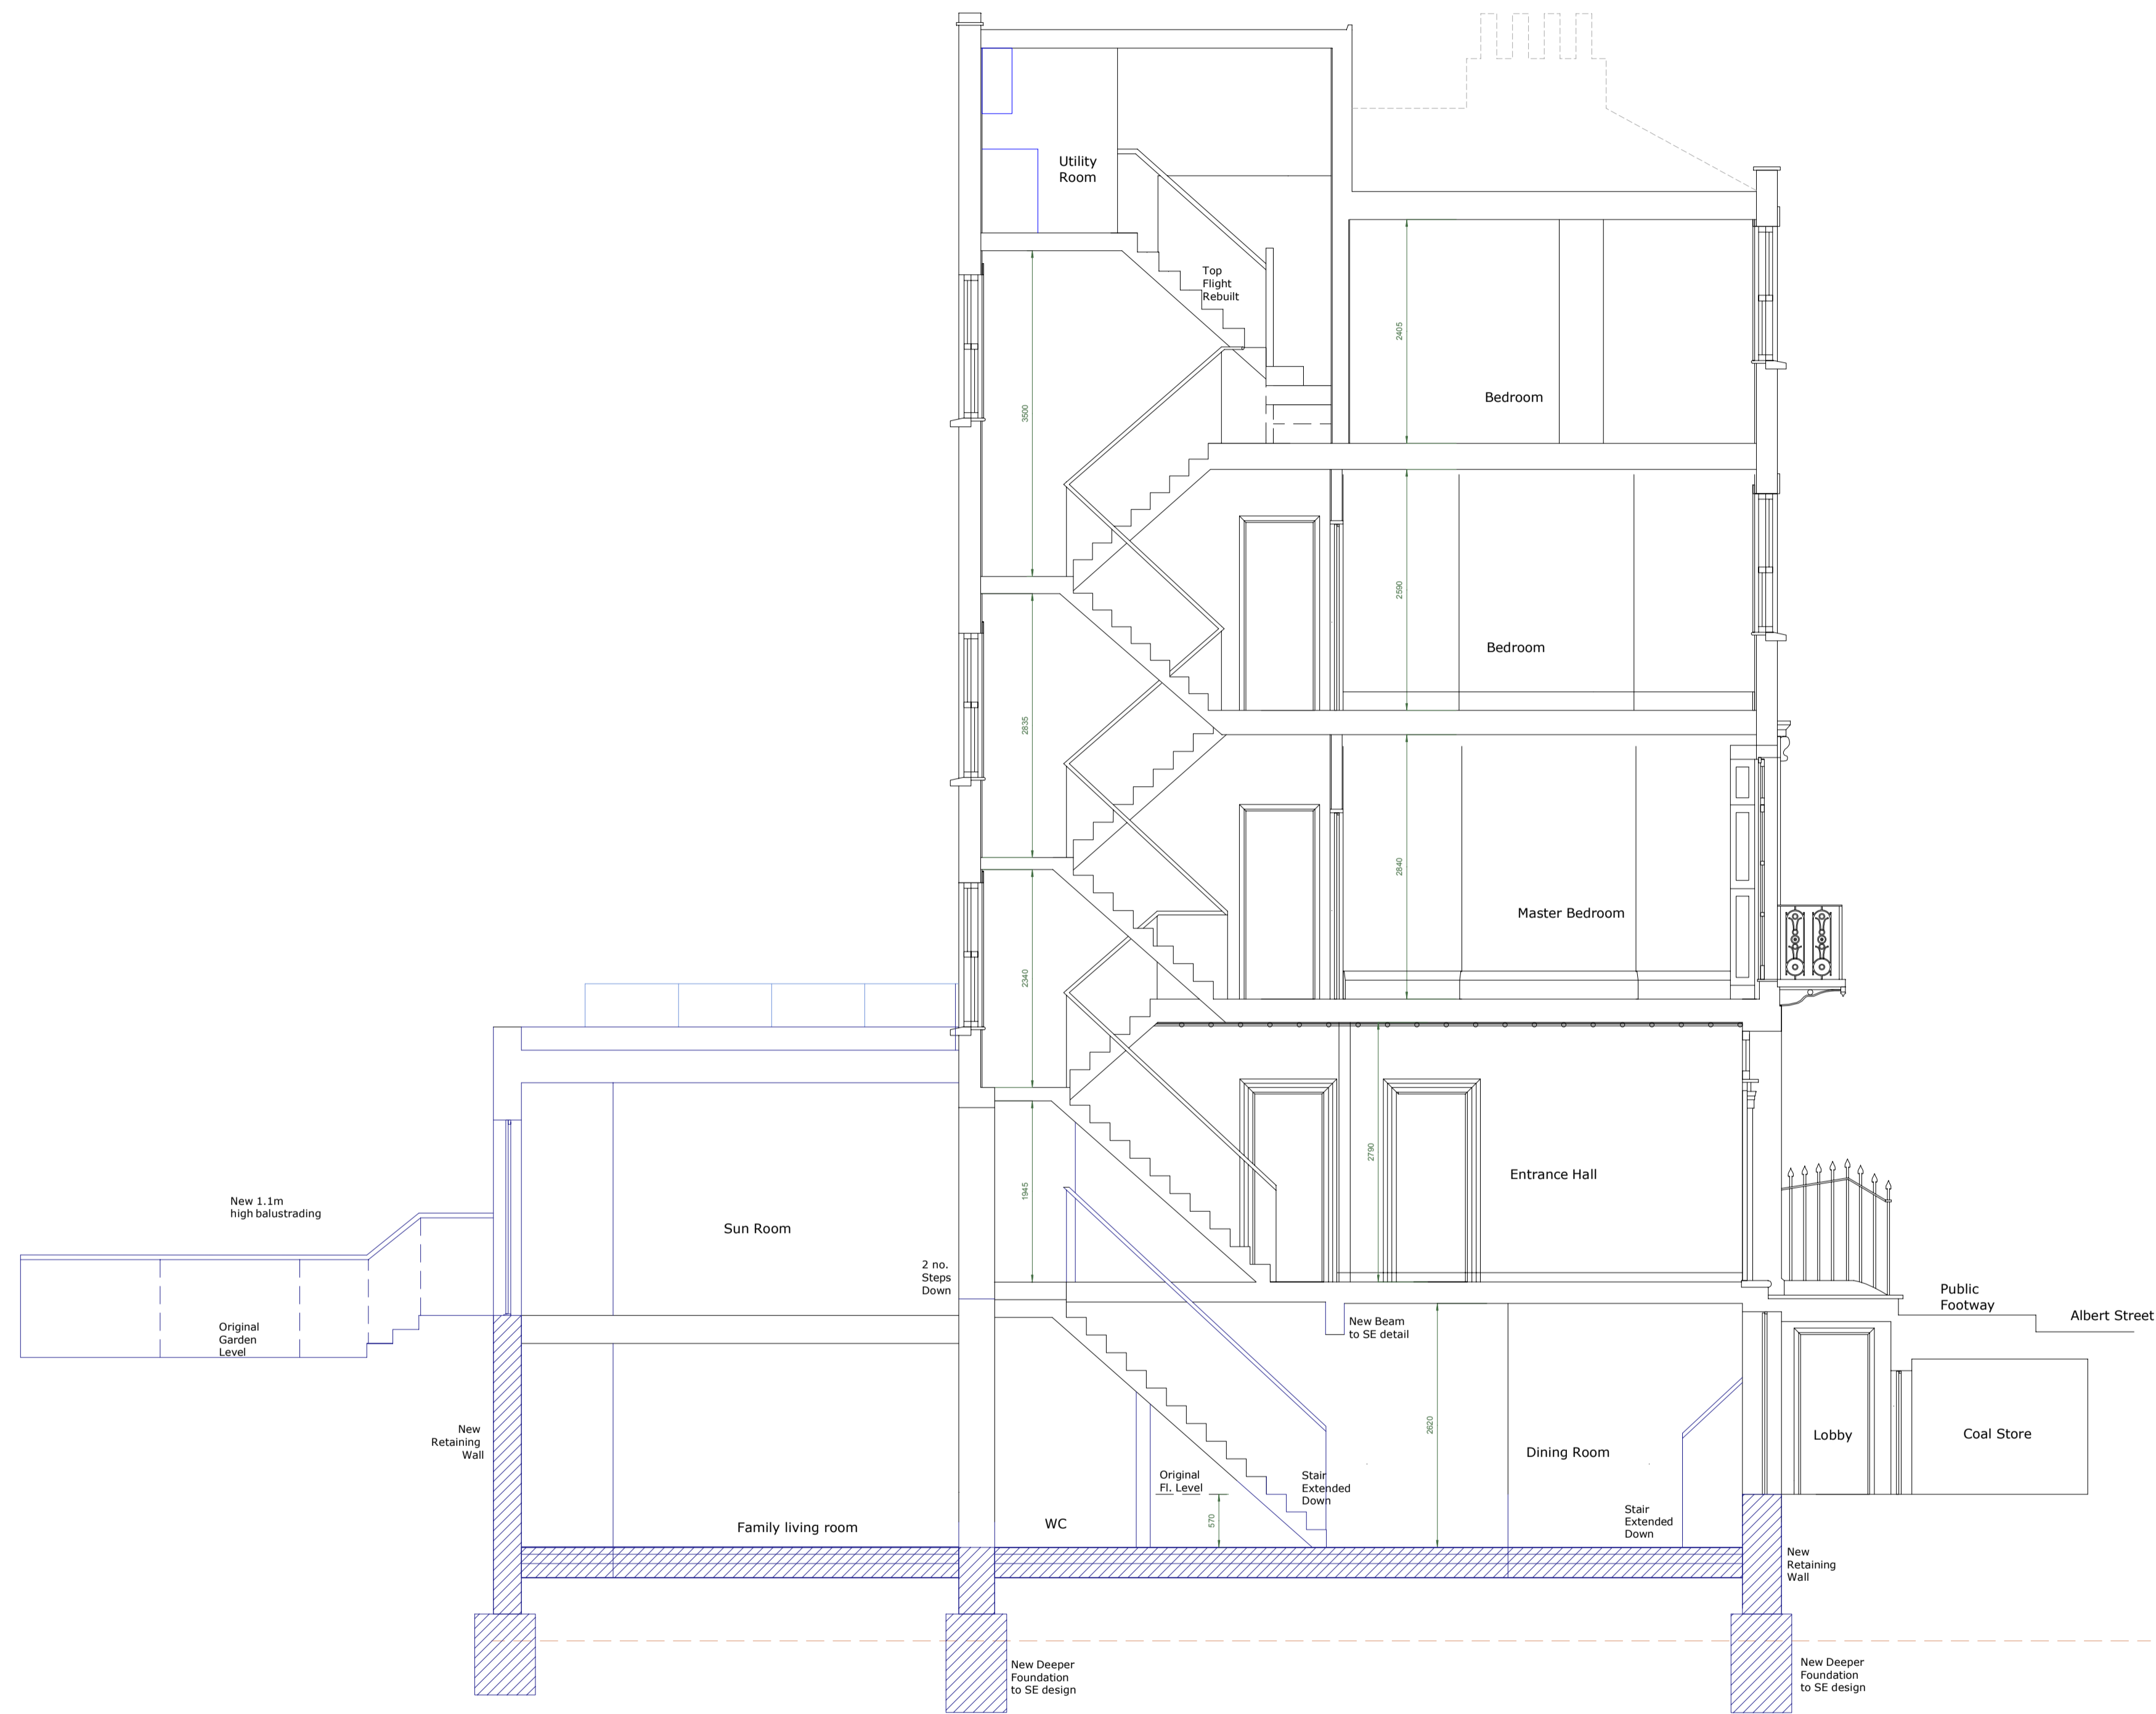 Utility
Room
Top
Flight
Rebuilt
2405
3500
Bedroom
2590
Bedroom
2835
2840
Master Bedroom
2340
2790
1945
Entrance Hall
New 1.1m
high balustrading
Sun Room
2 no.
Steps
Down
Original
Garden
Level
Public
Footway
Albert Street
New Beam
to SE detail
New
Retaining
Wall
2620
Dining Room
Lobby
Coal Store
Original
Fl. Level
570
Stair
Extended
Down
Stair
Extended
Down
Family living room
WC
New
Retaining
Wall
New Deeper
Foundation
to SE design
New Deeper
Foundation
to SE design